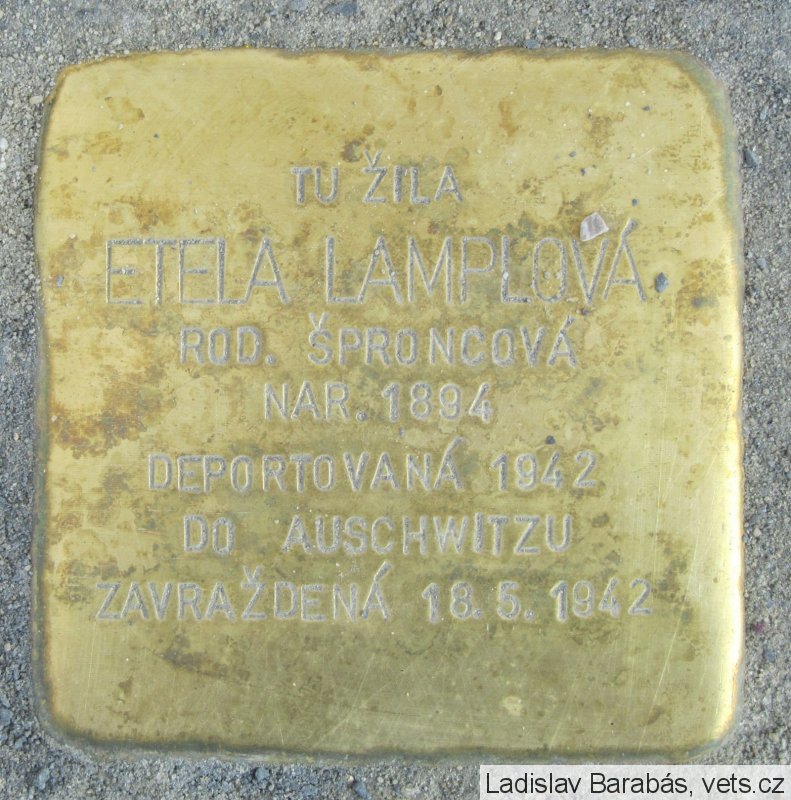 TU ŽILA
ETELA LAMPLOVÁ
ROD. ŠPRONCOVÁ
NAR. 1894
DEPORTOVANÁ 1942
DO AUSCHWITZU
ZAVRAŽDENÁ 18.5.1942
Ladislav Barabás, vets.cz